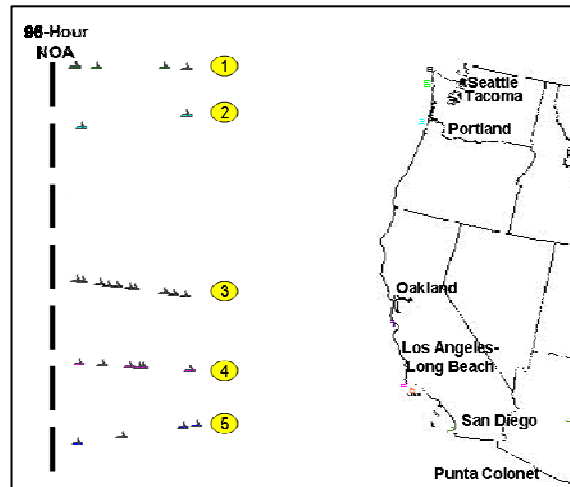 96-Hour
NOA
1
Seattle
Tacoma
2
Portland
3
Oakland
Los Angeles-
Long Beach
4
5
San Diego
Punta Colonet